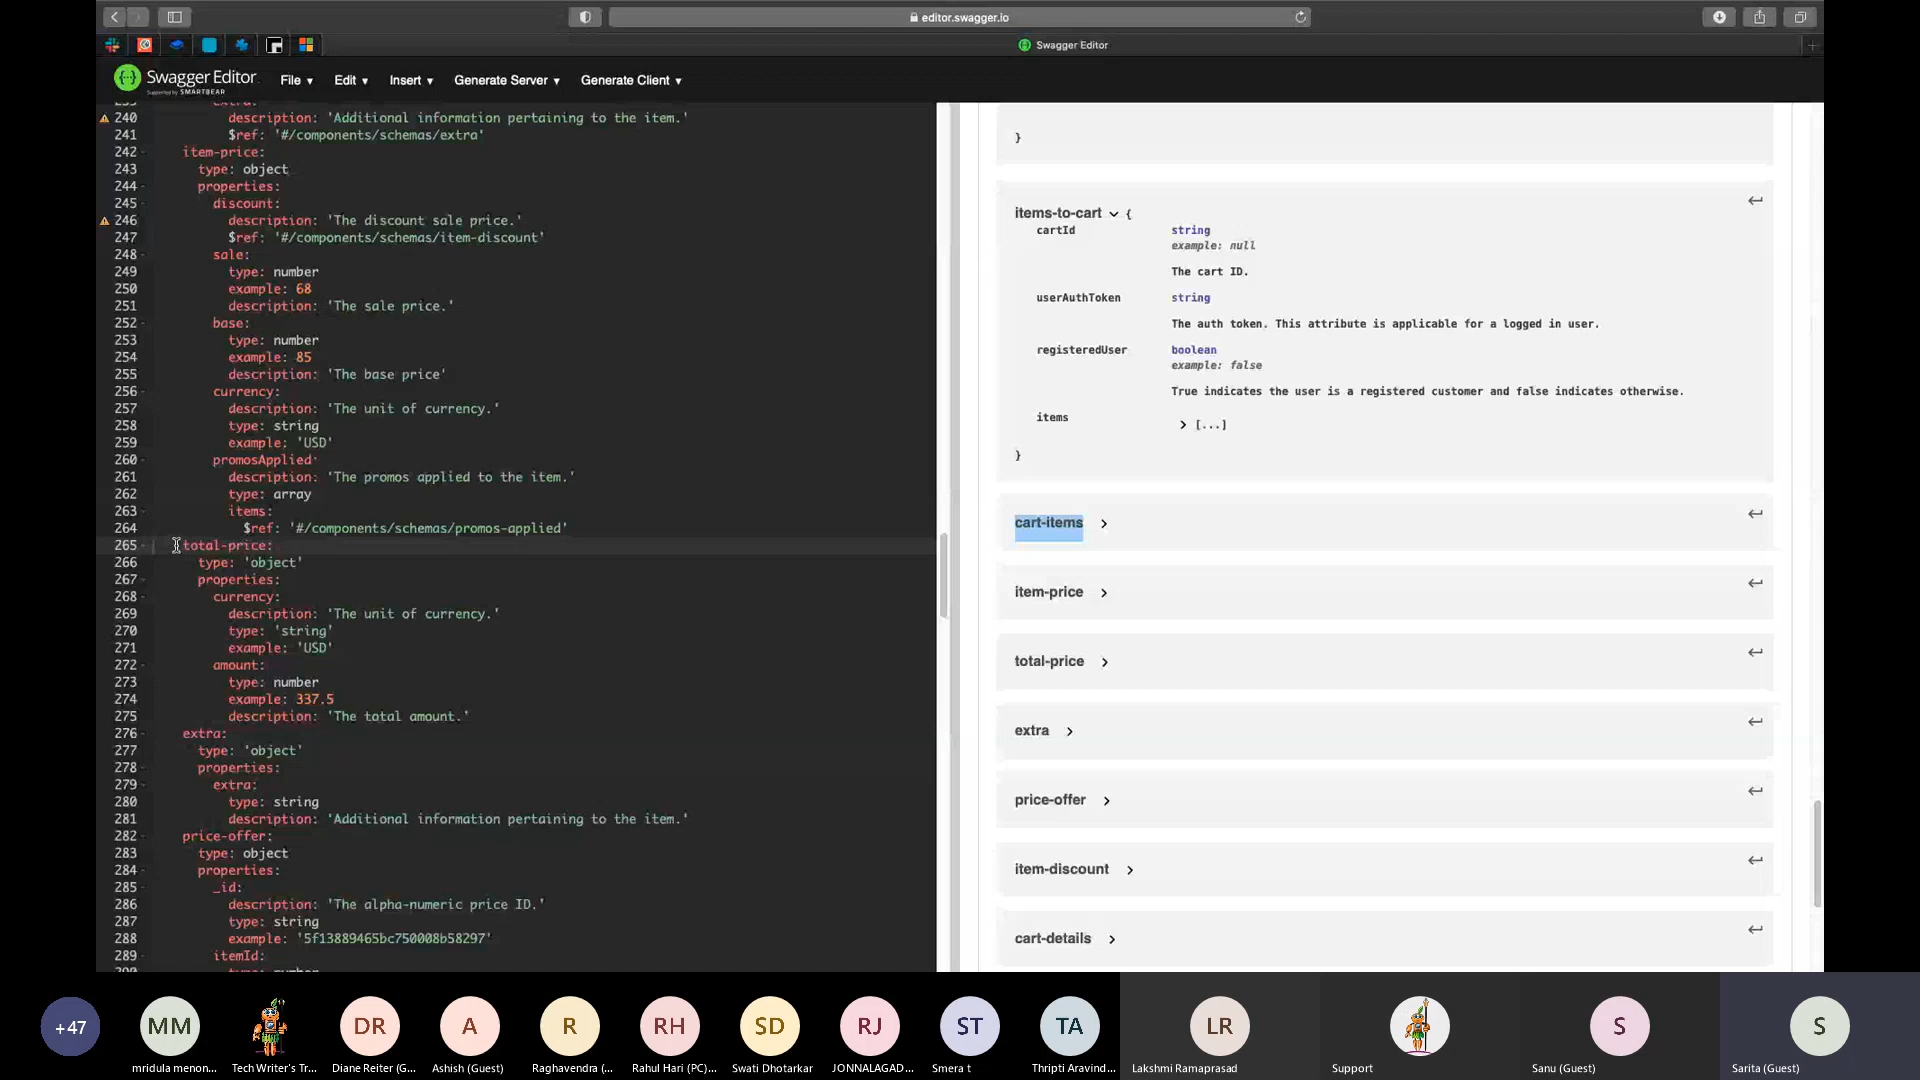 editor.swagger.io
Swagger Editor
Swagger Editor
Supported by SMARTBEAR
File
Edit
Insert
Generate Server
Generate Client
239 extra:
240 description: 'Additional information pertaining to the item.'
241 $ref: '#/components/schemas/extra'
242 item-price:
243 type: object
244 properties:
245 discount:
246 description: 'The discount sale price.'
247 $ref: '#/components/schemas/item-discount'
248 sale:
249 type: number
250 example: 68
251 description: 'The sale price.'
252 base:
253 type: number
254 example: 85
255 description: 'The base price'
256 currency:
257 description: 'The unit of currency.'
258 type: string
259 example: 'USD'
260 promosApplied:
261 description: 'The promos applied to the item.'
262 type: array
263 items:
264 $ref: '#/components/schemas/promos-applied'
265 total-price:
266 type: 'object'
267 properties:
268 currency:
269 description: 'The unit of currency.'
270 type: 'string'
271 example: 'USD'
272 amount:
273 type: number
274 example: 337.5
275 description: 'The total amount.'
276 extra:
277 type: 'object'
278 properties:
279 extra:
280 type: string
281 description: 'Additional information pertaining to the item.'
282 price-offer:
283 type: object
284 properties:
285 _id:
286 description: 'The alpha-numeric price ID.'
287 type: string
288 example: '5f13889465bc750008b58297'
289 itemId:
290 type: number
}
items-to-cart {
cartId string
example: null
The cart ID.
userAuthToken string
The auth token. This attribute is applicable for a logged in user.
registeredUser boolean
example: false
True indicates the user is a registered customer and false indicates otherwise.
items [...]
}
cart-items
item-price
total-price
extra
price-offer
item-discount
cart-details
+47
MM
DR
A
R
RH
SD
RJ
ST
TA
LR
S
S
mridula menon...
Tech Writer's Tr...
Diane Reiter (G...
Ashish (Guest)
Raghavendra (...
Rahul Hari (PC)...
Swati Dhotarkar
JONNALAGAD...
Smera t
Thripti Aravind...
Lakshmi Ramaprasad
Support
Sanu (Guest)
Sarita (Guest)